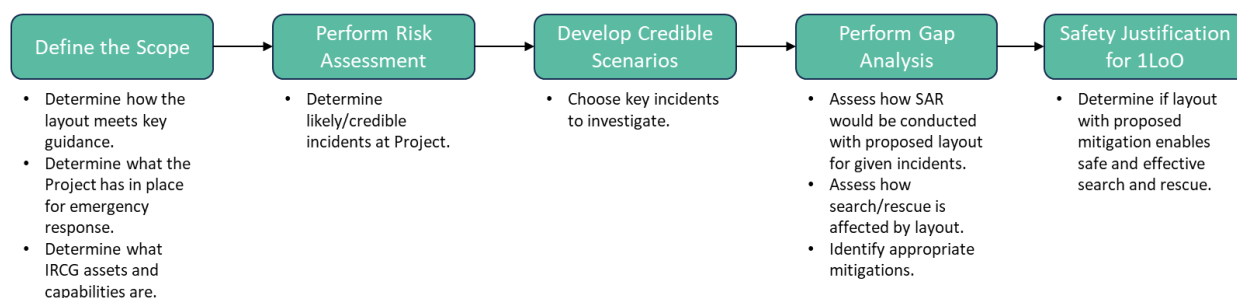 Define the Scope
• Determine how the
layout meets key
guidance.
• Determine what the
Project has in place
for emergency
response.
• Determine what
IRCG assets and
capabilities are.
Perform Risk
Assessment
• Determine
likely/credible
incidents at Project.
Develop Credible
Scenarios
• Choose key incidents
to investigate.
Perform Gap
Analysis
• Assess how SAR
would be conducted
with proposed layout
for given incidents.
• Assess how
search/rescue is
affected by layout.
• Identify appropriate
mitigations.
Safety Justification
for 1LoO
• Determine if layout
with proposed
mitigation enables
safe and effective
search and rescue.